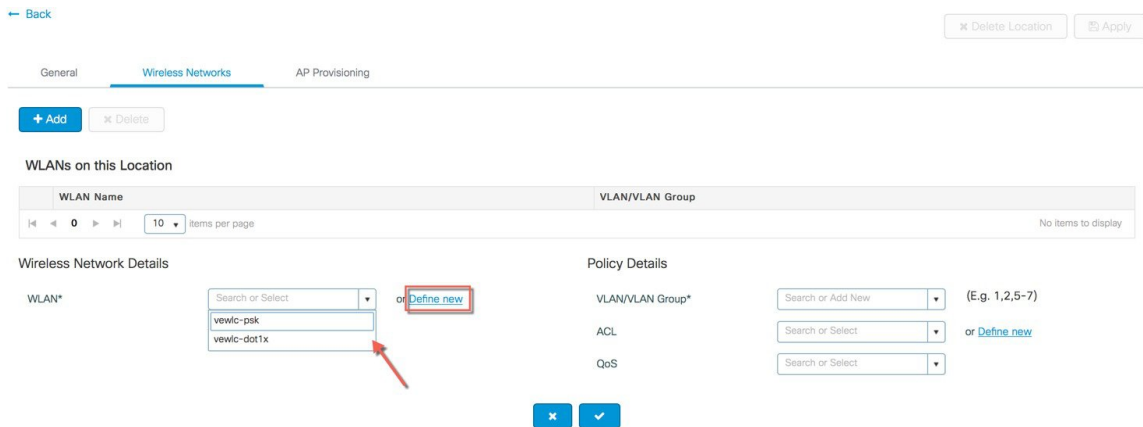 ← Back
✖ Delete Location
Apply
General Wireless Networks AP Provisioning
+ Add ✖ Delete
WLANs on this Location
WLAN Name VLAN/VLAN Group
0 10 items per page No items to display
Wireless Network Details Policy Details
WLAN* Search or Select or Define new VLAN/VLAN Group* Search or Add New (E.g. 1,2,5-7)
vewlc-psk
vewlc-dot1x
ACL Search or Select or Define new
QoS Search or Select